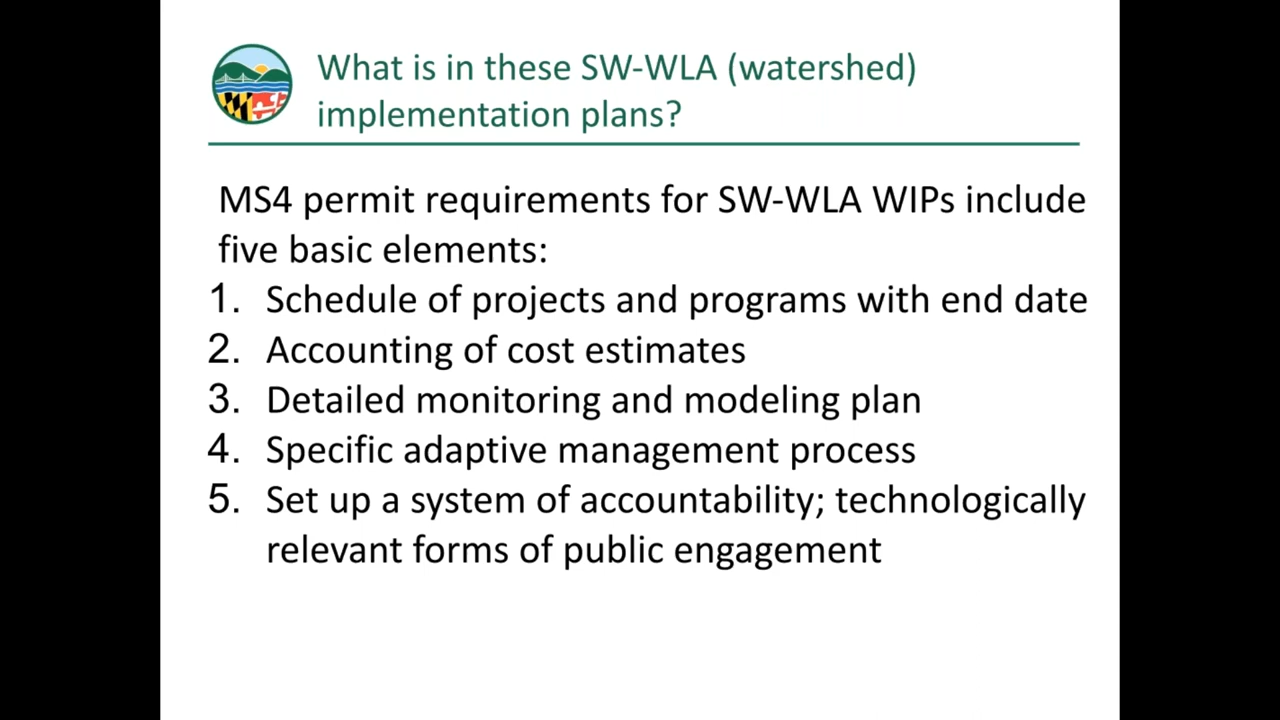 What is in these SW-WLA (watershed)
implementation plans?
MS4 permit requirements for SW-WLA WIPs include
five basic elements:
1. Schedule of projects and programs with end date
2. Accounting of cost estimates
3. Detailed monitoring and modeling plan
4. Specific adaptive management process
5. Set up a system of accountability; technologically
relevant forms of public engagement